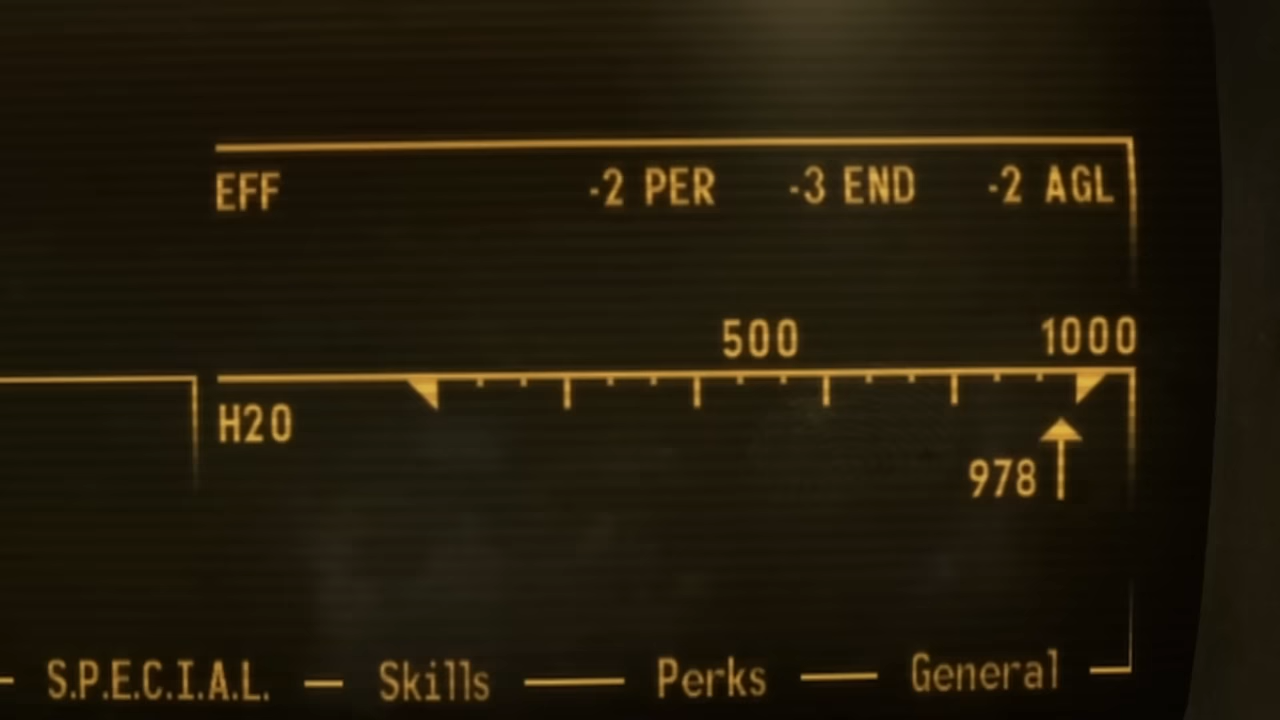 EFF -2 PER -3 END -2 AGL
500 1000
H2O
978
S.P.E.C.I.A.L. Skills Perks General